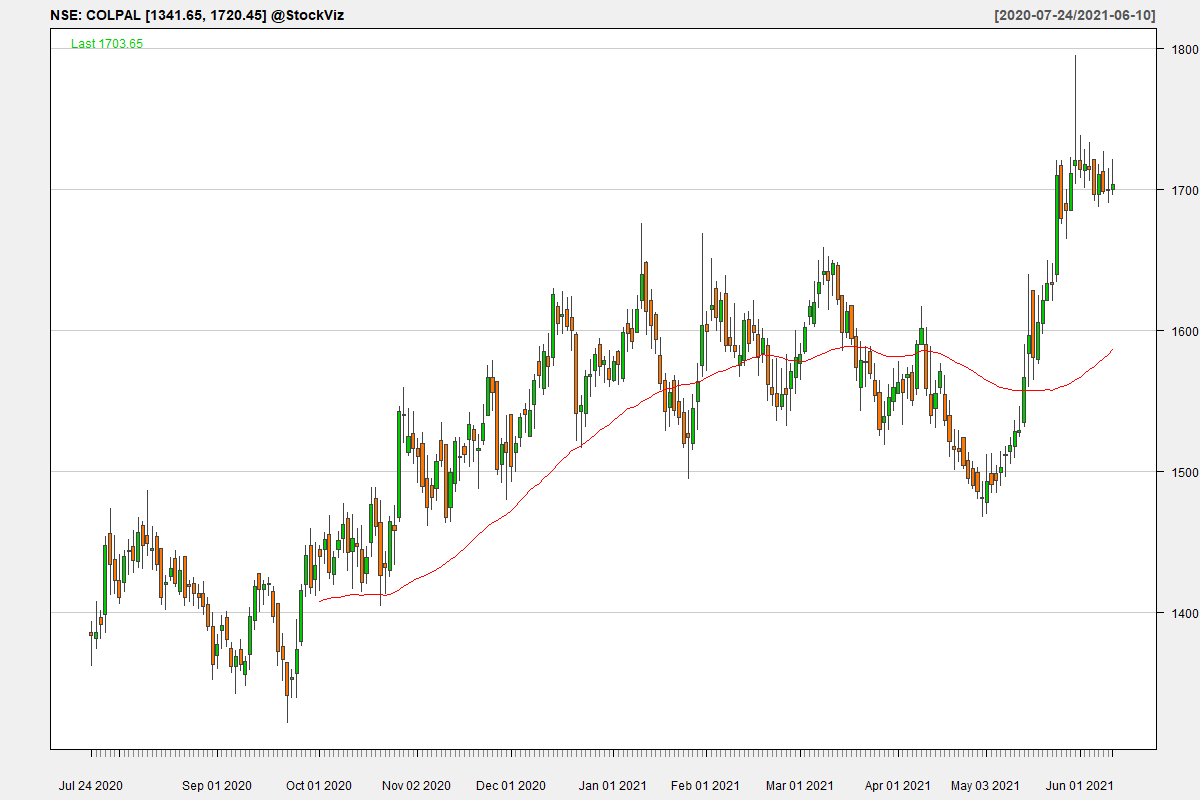 NSE: COLPAL [1341.65, 1720.45] @StockViz [2020-07-24/2021-06-10]
Last 1703.65
1800
1700
1600
1500
1400
Jul 24 2020 Sep 01 2020 Oct 01 2020 Nov 02 2020 Dec 01 2020 Jan 01 2021 Feb 01 2021 Mar 01 2021 Apr 01 2021 May 03 2021 Jun 01 2021